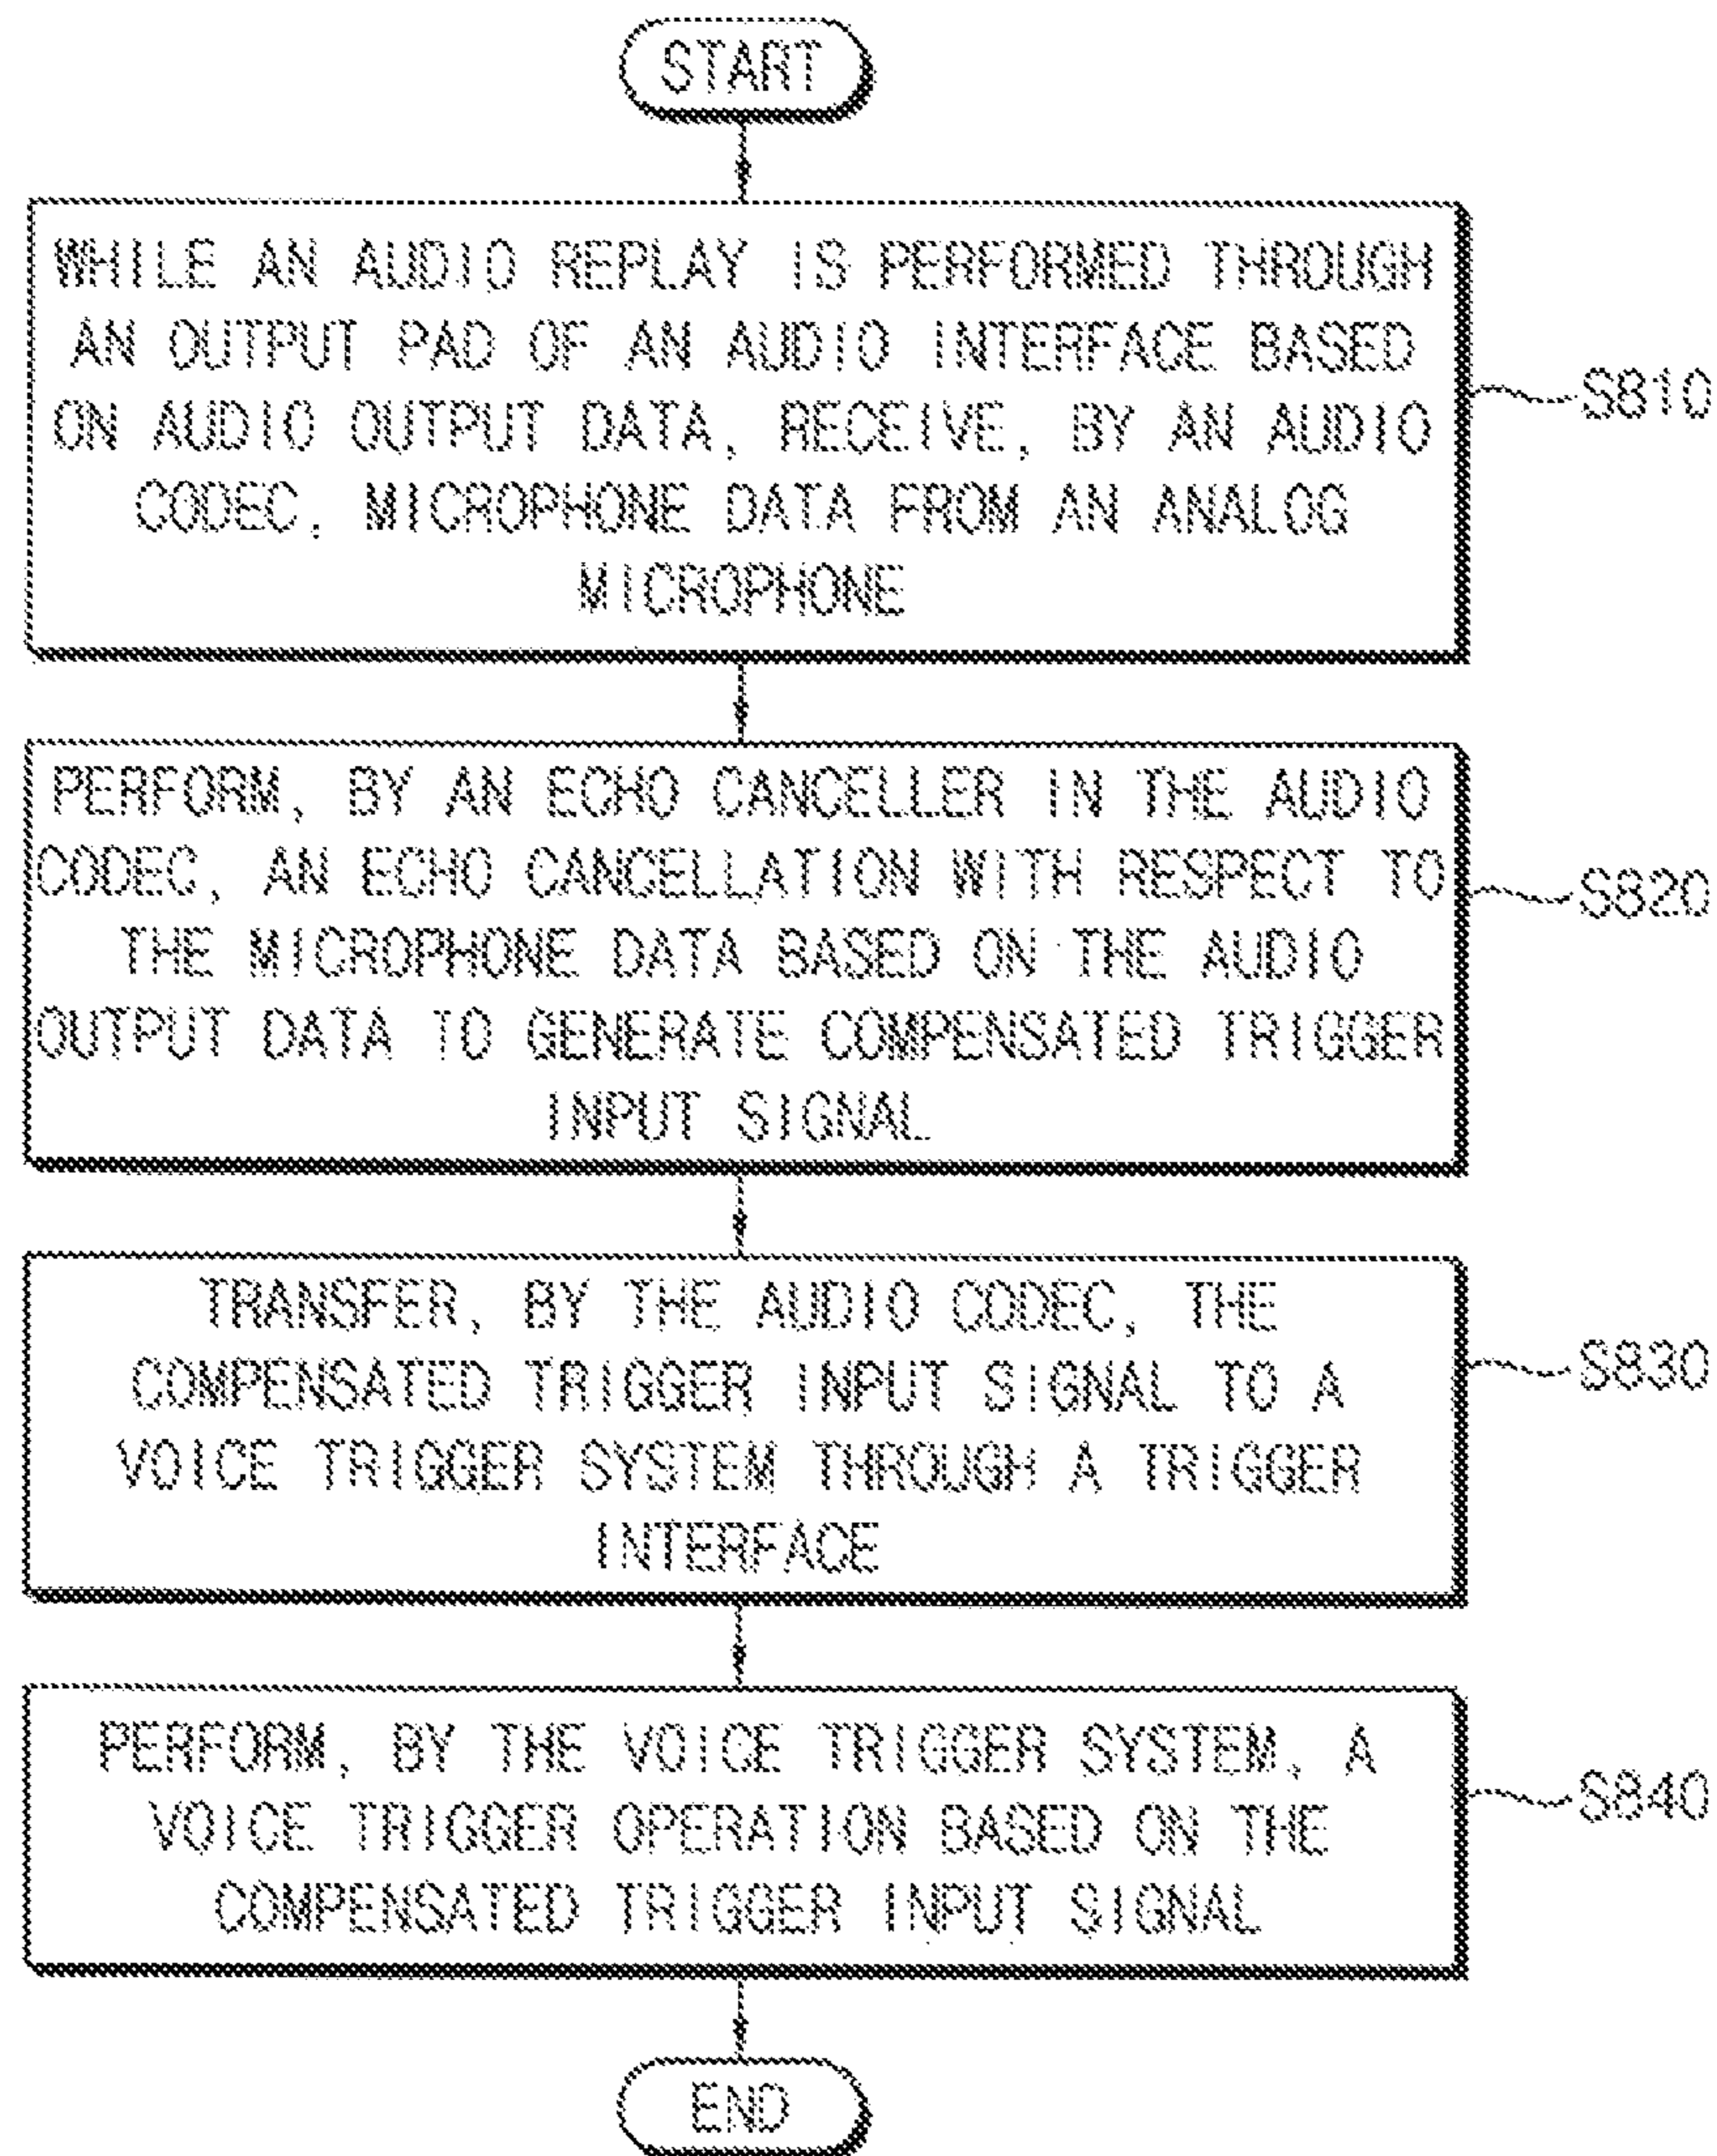 START
WHILE AN AUDIO REPLAY IS PERFORMED THROUGH
AN OUTPUT PAD OF AN AUDIO INTERFACE BASED
ON AUDIO OUTPUT DATA, RECEIVE, BY AN AUDIO
CODEC, MICROPHONE DATA FROM AN ANALOG
MICROPHONE
S810
PERFORM, BY AN ECHO CANCELLER IN THE AUDIO
CODEC, AN ECHO CANCELLATION WITH RESPECT TO
THE MICROPHONE DATA BASED ON THE AUDIO
OUTPUT DATA TO GENERATE COMPENSATED TRIGGER
INPUT SIGNAL
S820
TRANSFER, BY THE AUDIO CODEC, THE
COMPENSATED TRIGGER INPUT SIGNAL TO A
VOICE TRIGGER SYSTEM THROUGH A TRIGGER
INTERFACE
S830
PERFORM, BY THE VOICE TRIGGER SYSTEM, A
VOICE TRIGGER OPERATION BASED ON THE
COMPENSATED TRIGGER INPUT SIGNAL
S840
END